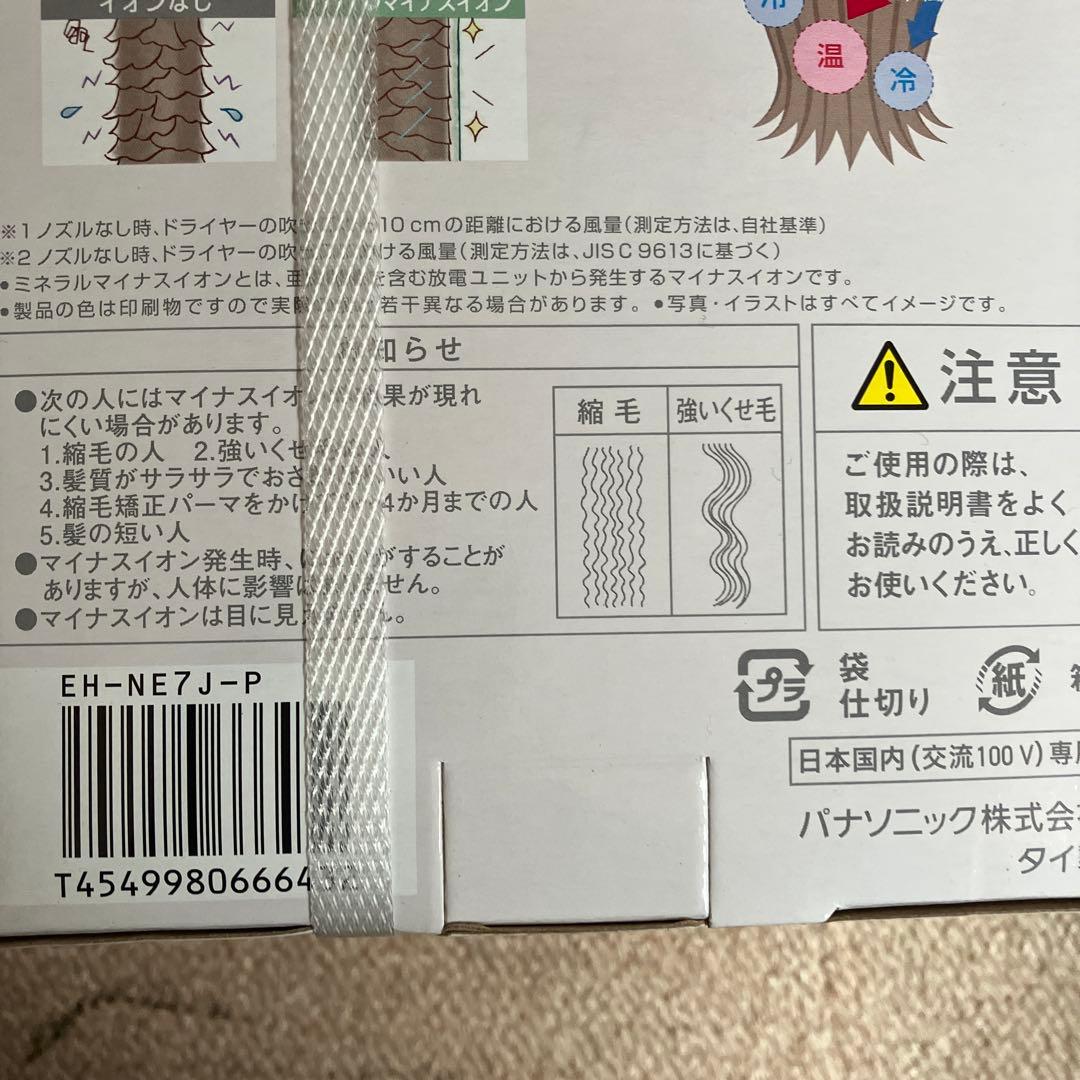 イオンなし
マイナスイオン
冷
温
冷
※1 ノズルなし時、ドライヤーの吹 10cmの距離における風量(測定方法は、自社基準)
※2 ノズルなし時、ドライヤーの吹 ける風量(測定方法は、JIS C 9613に基づく)
●ミネラルマイナスイオンとは、亜 を含む放電ユニットから発生するマイナスイオンです。
●製品の色は印刷物ですので実 若干異なる場合があります。 ●写真・イラストはすべてイメージです。
知らせ
●次の人にはマイナスイオ 果が現れ
にくい場合があります。
1.縮毛の人 2.強いくせ 人
3.髪質がサラサラでおさ いい人
4.縮毛矯正パーマをか 4か月までの人
5.髪の短い人
●マイナスイオン発生時、 がすることが
ありますが、人体に影響 せん。
●マイナスイオンは目に見 ん。
縮毛
強いくせ毛
注意
ご使用の際は、
取扱説明書をよく
お読みのうえ、正しく
お使いください。
EH-NE7J-P
T45499806664
プラ
袋
仕切り
紙
日本国内(交流100V)専
パナソニック株式会
タイ